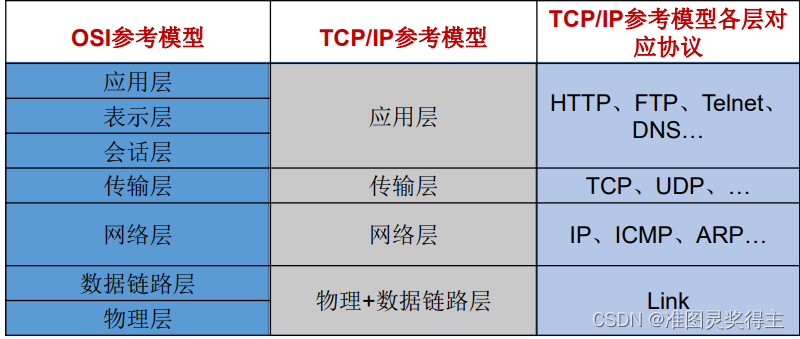 OSI参考模型
TCP/IP参考模型
TCP/IP参考模型各层对
应协议
应用层
表示层
会话层
应用层
HTTP、FTP、Telnet、
DNS…
传输层
传输层
TCP、UDP、…
网络层
网络层
IP、ICMP、ARP…
数据链路层
物理层
物理+数据链路层
Link
CSDN @准图灵奖得主